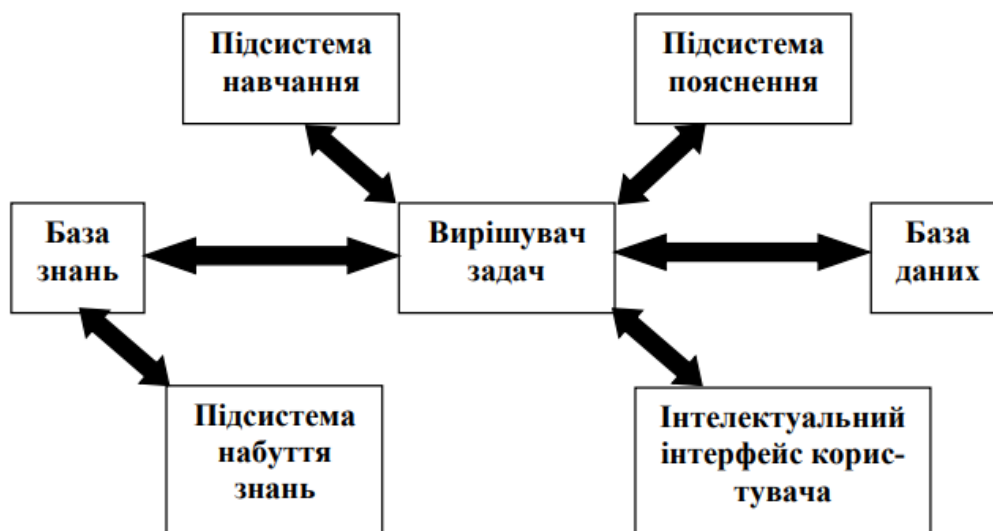 Підсистема
навчання
Підсистема
пояснення
База
знань
Вирішувач
задач
База
даних
Підсистема
набуття
знань
Інтелектуальний
інтерфейс корис-
тувача